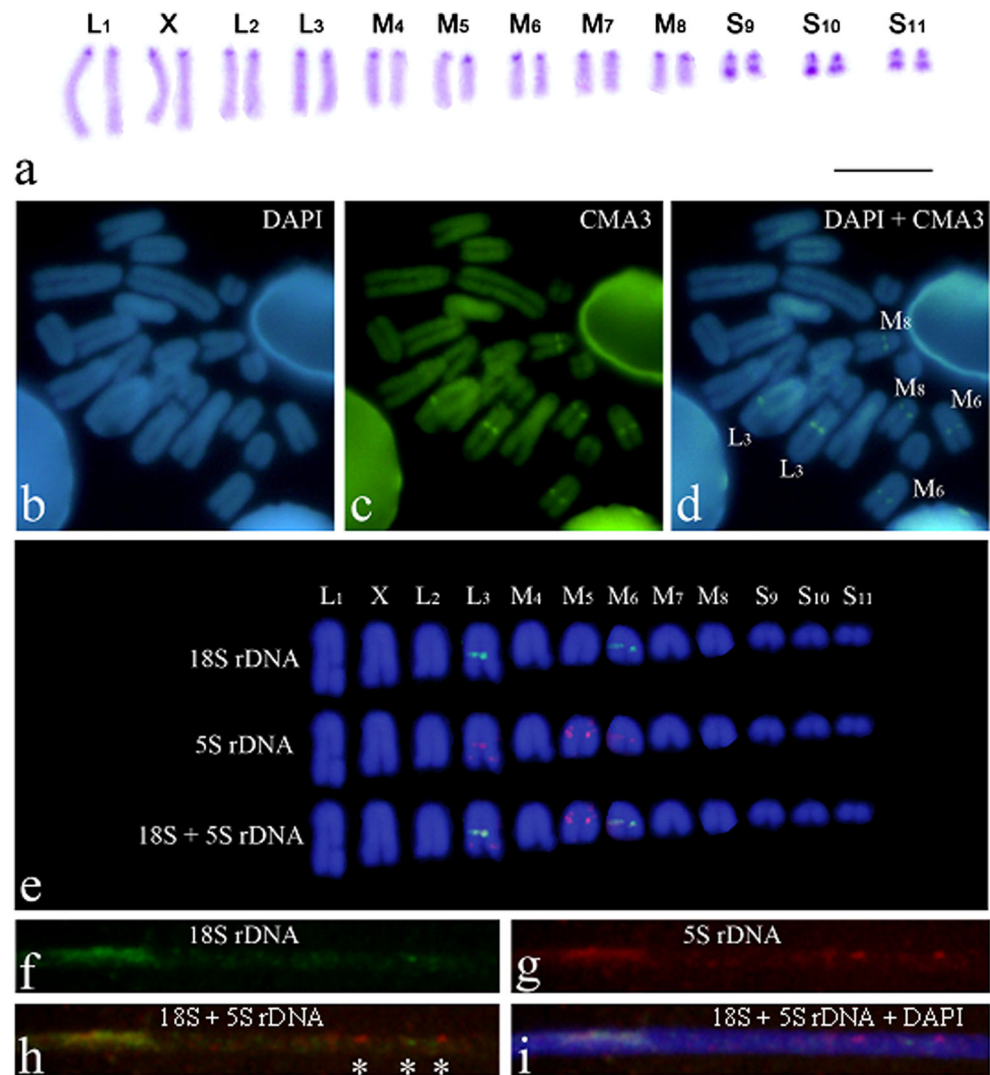 L1 X L2 L3 M4 M5 M6 M7 M8 S9 S10 S11
a
DAPI
b
CMA3
c
DAPI + CMA3
M8
M8
M6
L3
L3
M6
d
L1 X L2 L3 M4 M5 M6 M7 M8 S9 S10 S11
18S rDNA
5S rDNA
18S + 5S rDNA
e
18S rDNA
f
5S rDNA
g
18S + 5S rDNA
h
* * *
18S + 5S rDNA + DAPI
i